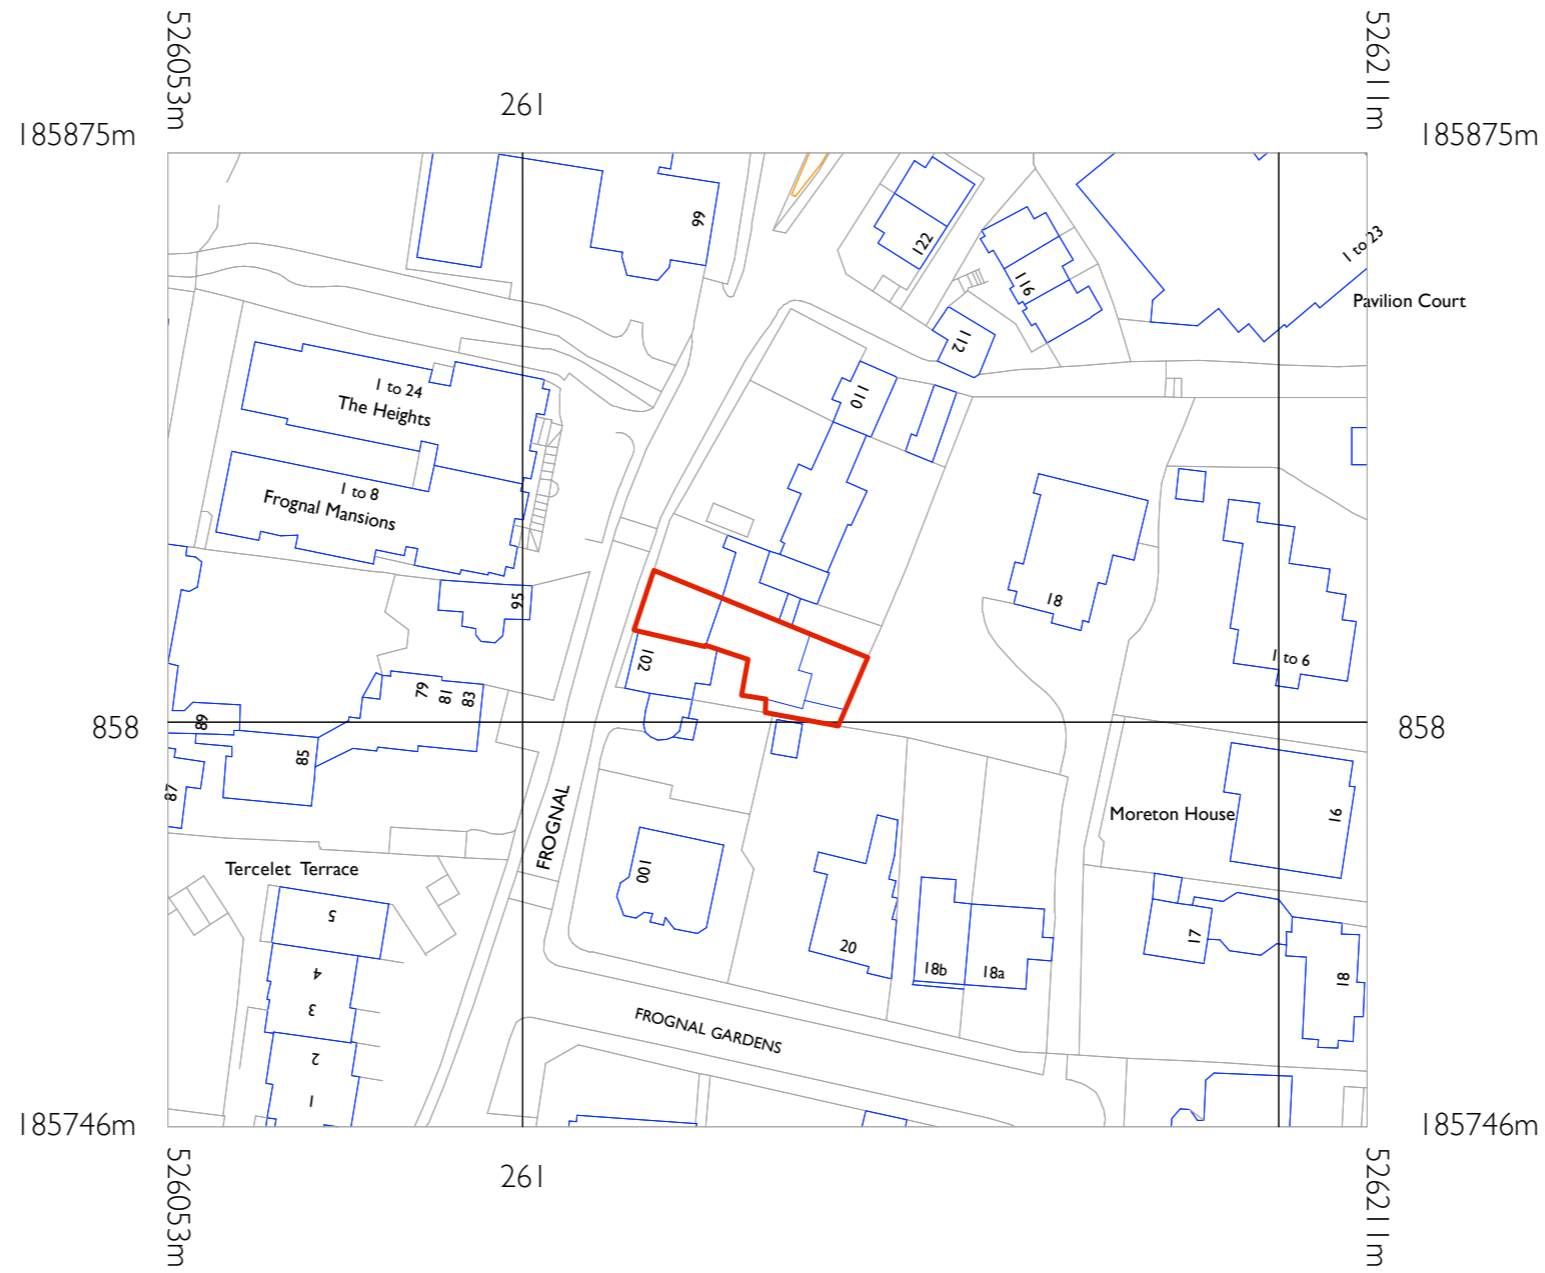 526053m
526211m
261
185875m
185875m
99
122
116
1 to 23
Pavilion Court
112
110
1 to 24
The Heights
1 to 8
Frognal Mansions
95
18
102
1 to 6
79
81
83
89
858
858
85
87
FROGNAL
Moreton House
16
Tercelet Terrace
100
5
4
3
2
1
20
18b
18a
17
18
FROGNAL GARDENS
185746m
185746m
261
526053m
526211m